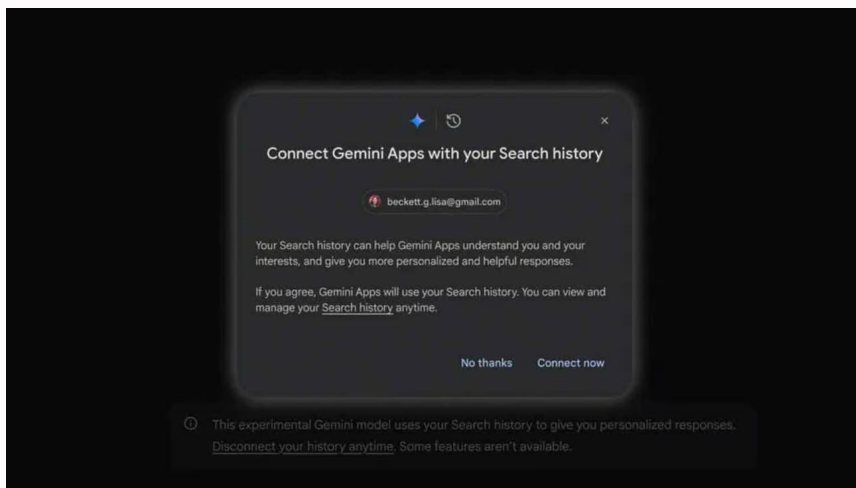 Connect Gemini Apps with your Search history
beckett.g.lisa@gmail.com
Your Search history can help Gemini Apps understand you and your
interests, and give you more personalized and helpful responses.
If you agree, Gemini Apps will use your Search history. You can view and
manage your Search history anytime.
No thanks Connect now
This experimental Gemini model uses your Search history to give you personalized responses.
Disconnect your history anytime. Some features aren't available.